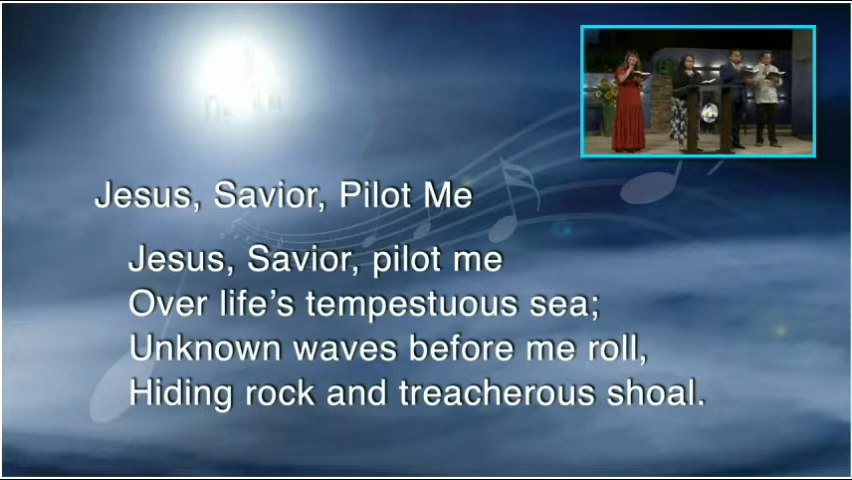 Jesus, Savior, Pilot Me
Jesus, Savior, pilot me
Over life's tempestuous sea;
Unknown waves before me roll,
Hiding rock and treacherous shoal.